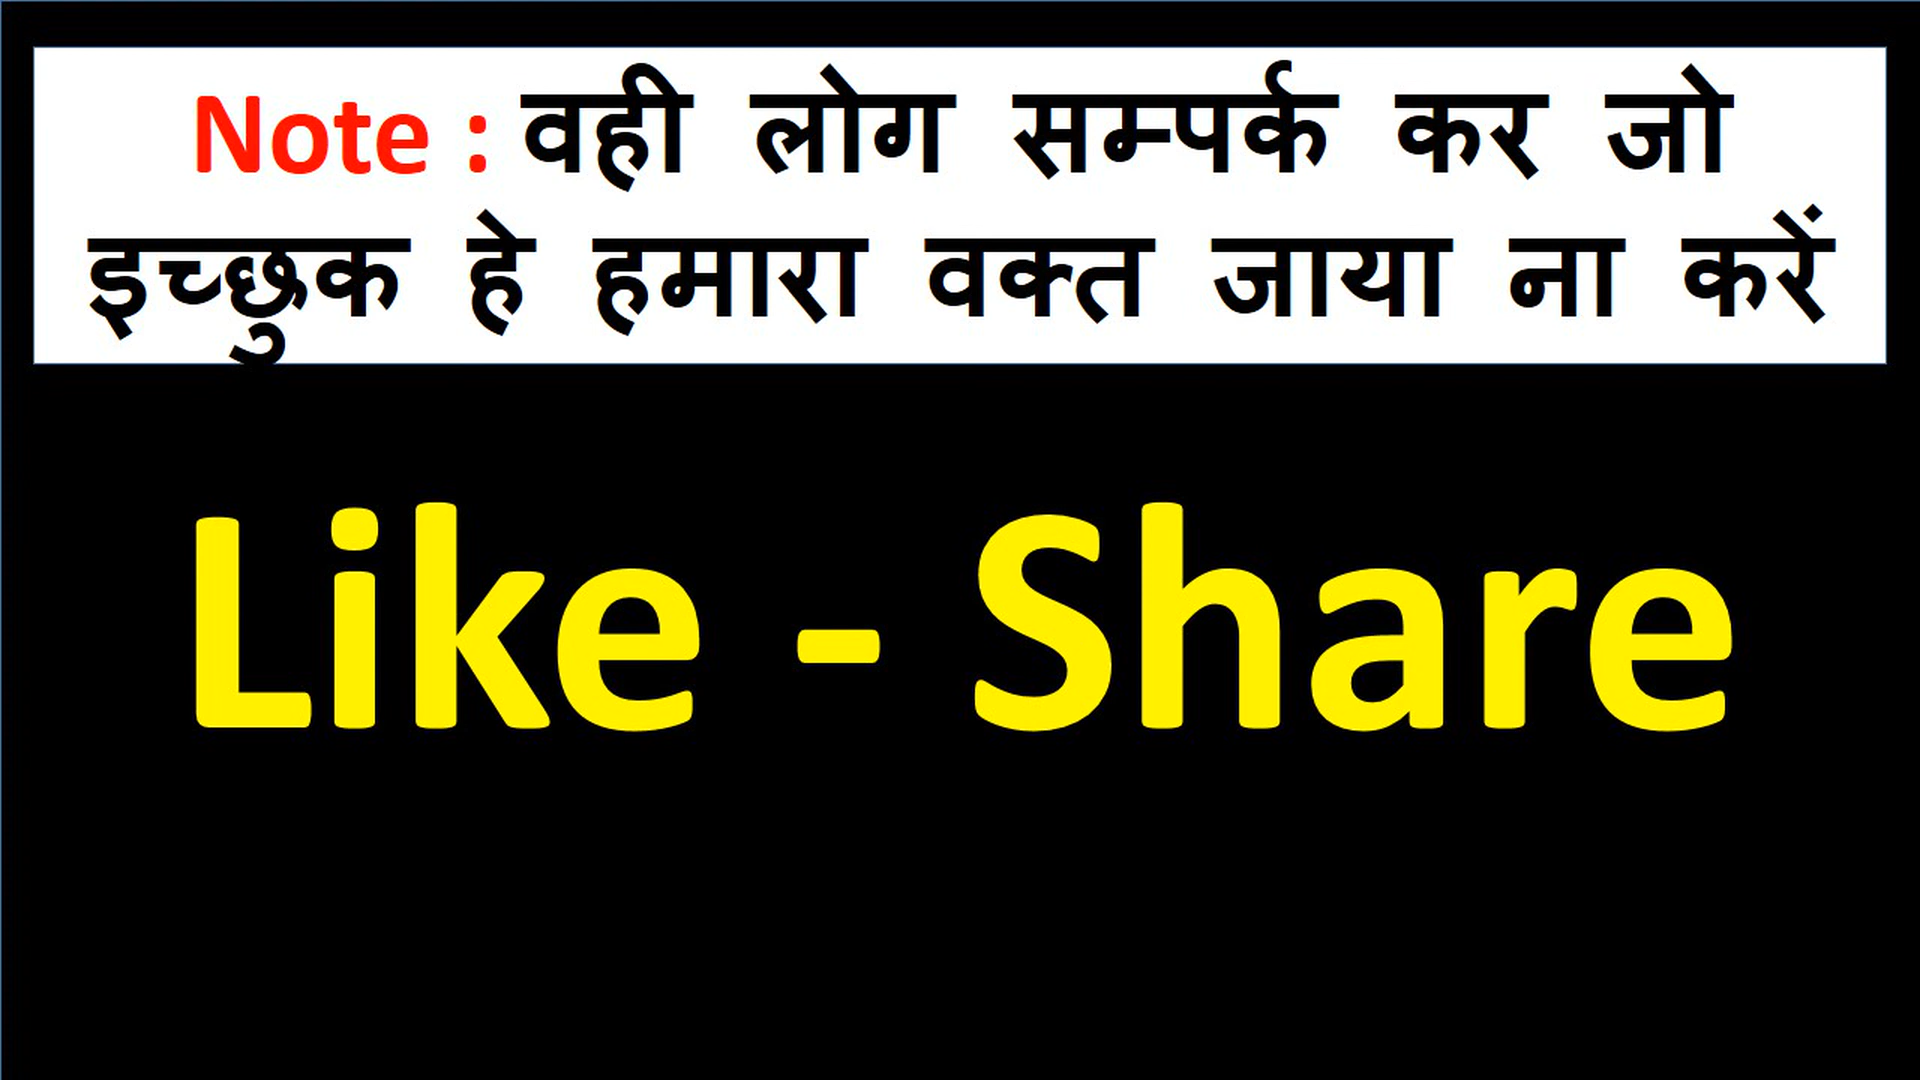 Note : वही लोग सम्पर्क कर जो
इच्छुक हे हमारा वक्त जाया ना करें
Like - Share